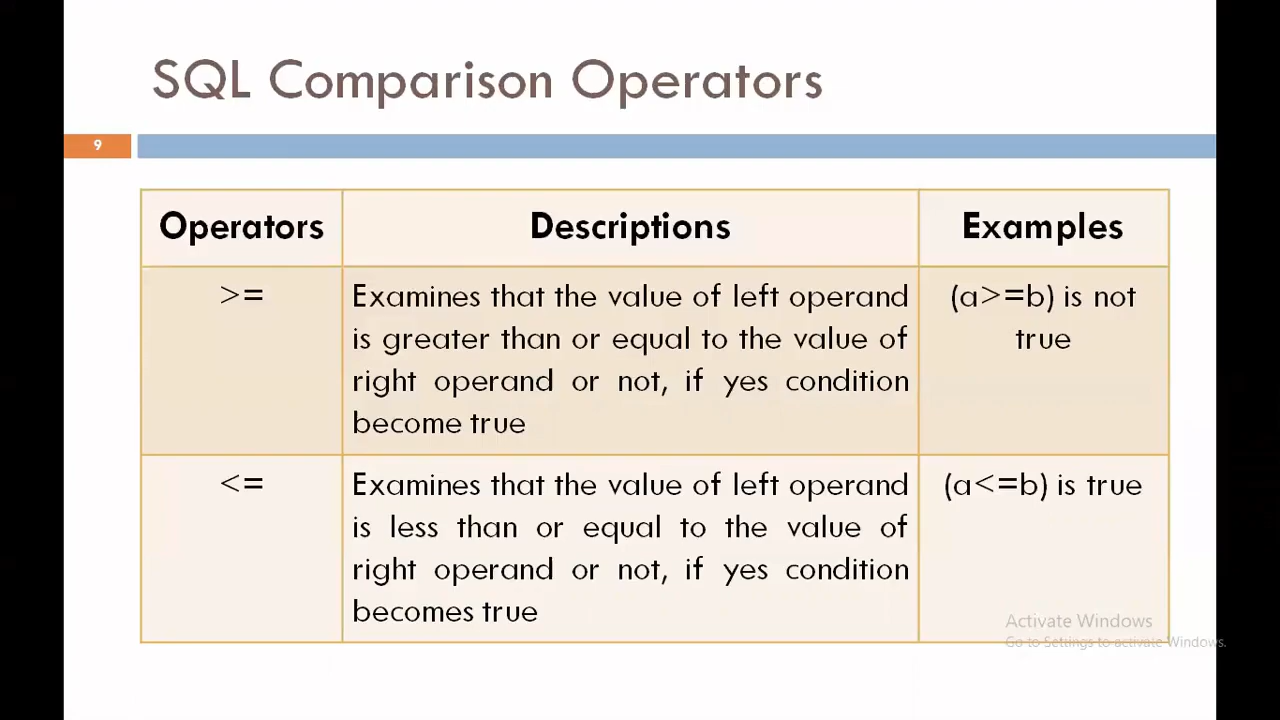 SQL Comparison Operators
9
Operators
Descriptions
Examples
>=
Examines that the value of left operand
is greater than or equal to the value of
right operand or not, if yes condition
become true
(a>=b) is not
true
<=
Examines that the value of left operand
is less than or equal to the value of
right operand or not, if yes condition
becomes true
(a<=b) is true
Activate Windows
Go to Settings to activate Windows.